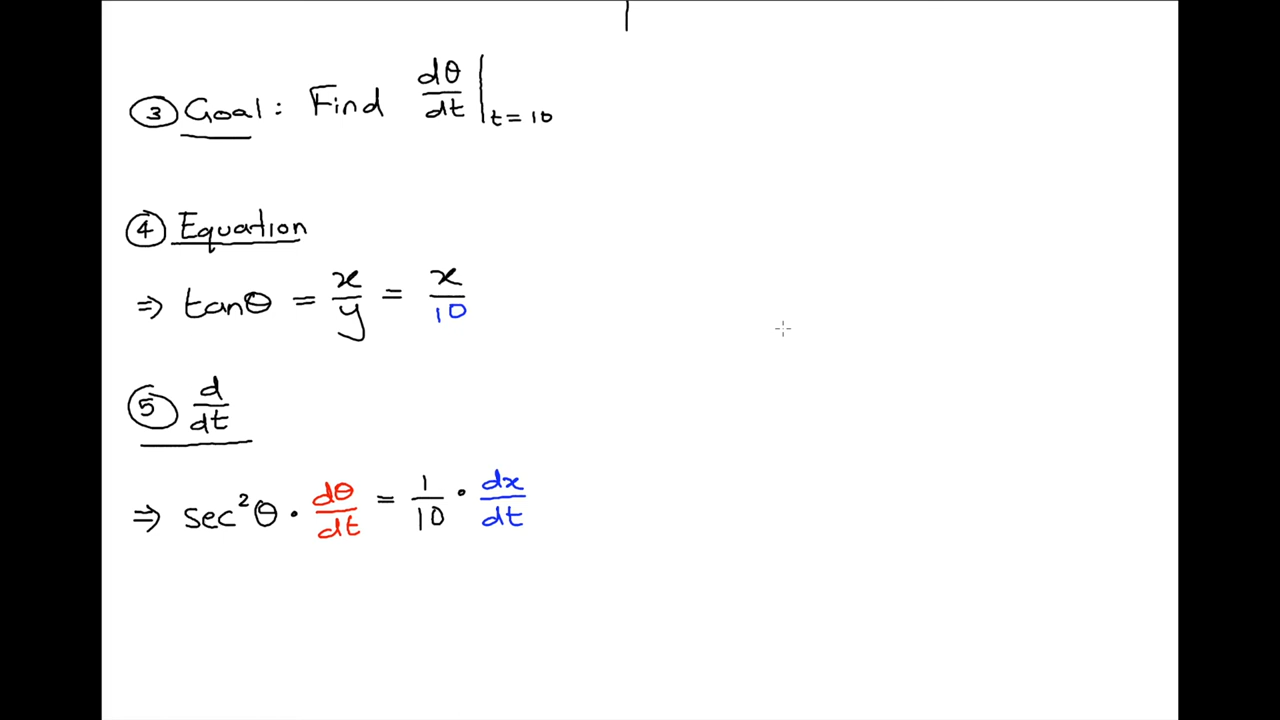 ③ Goal: Find dθ/dt |t=10
④ Equation
⇒ tanθ = x/y = x/10
⑤ d/dt
⇒ sec²θ · dθ/dt = 1/10 · dx/dt